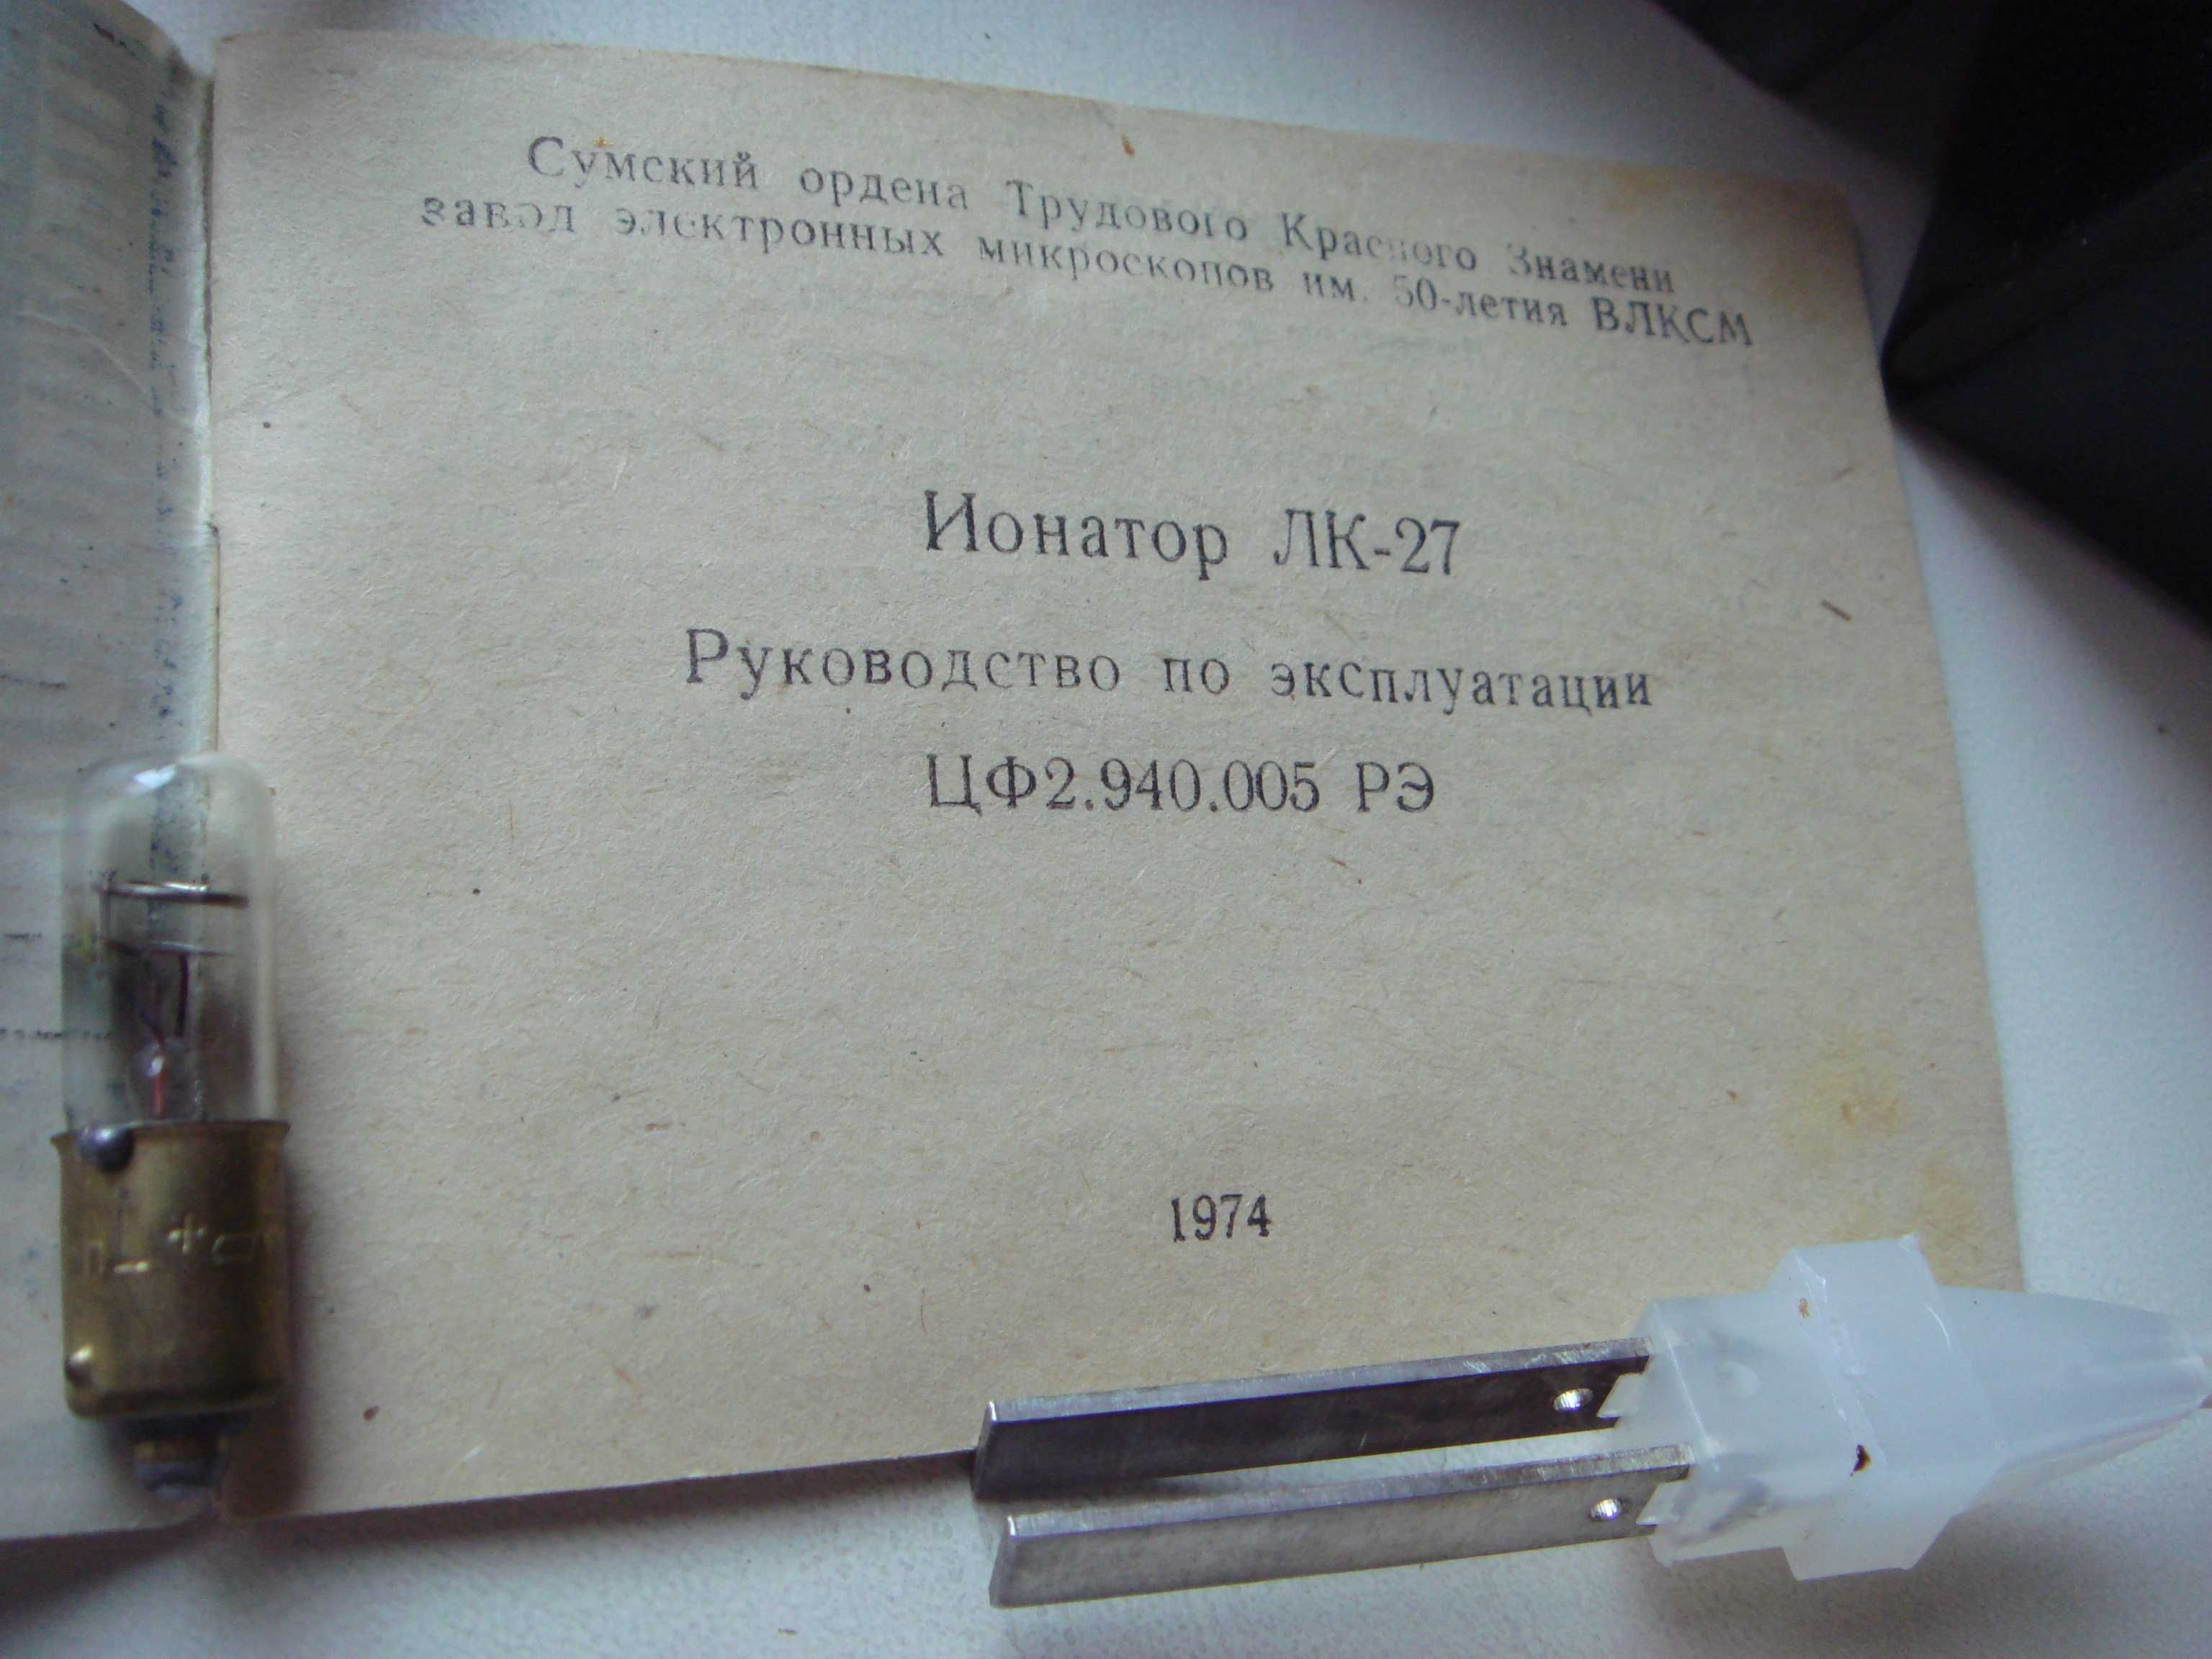 Сумский ордена Трудового Красного Знамени
завод электронных микроскопов им. 50-летия ВЛКСМ
Ионатор ЛК-27
Руководство по эксплуатации
ЦФ2.940.005 РЭ
1974